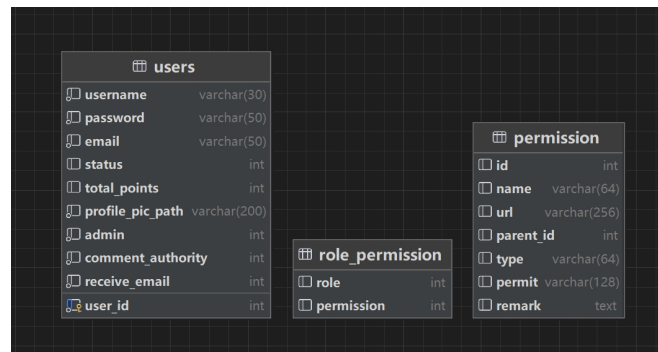 users
username varchar(30)
password varchar(50)
email varchar(50)
status int
total_points int
profile_pic_path varchar(200)
admin int
comment_authority int
receive_email int
user_id int
role_permission
role int
permission int
permission
id int
name varchar(64)
url varchar(256)
parent_id int
type varchar(64)
permit varchar(128)
remark text